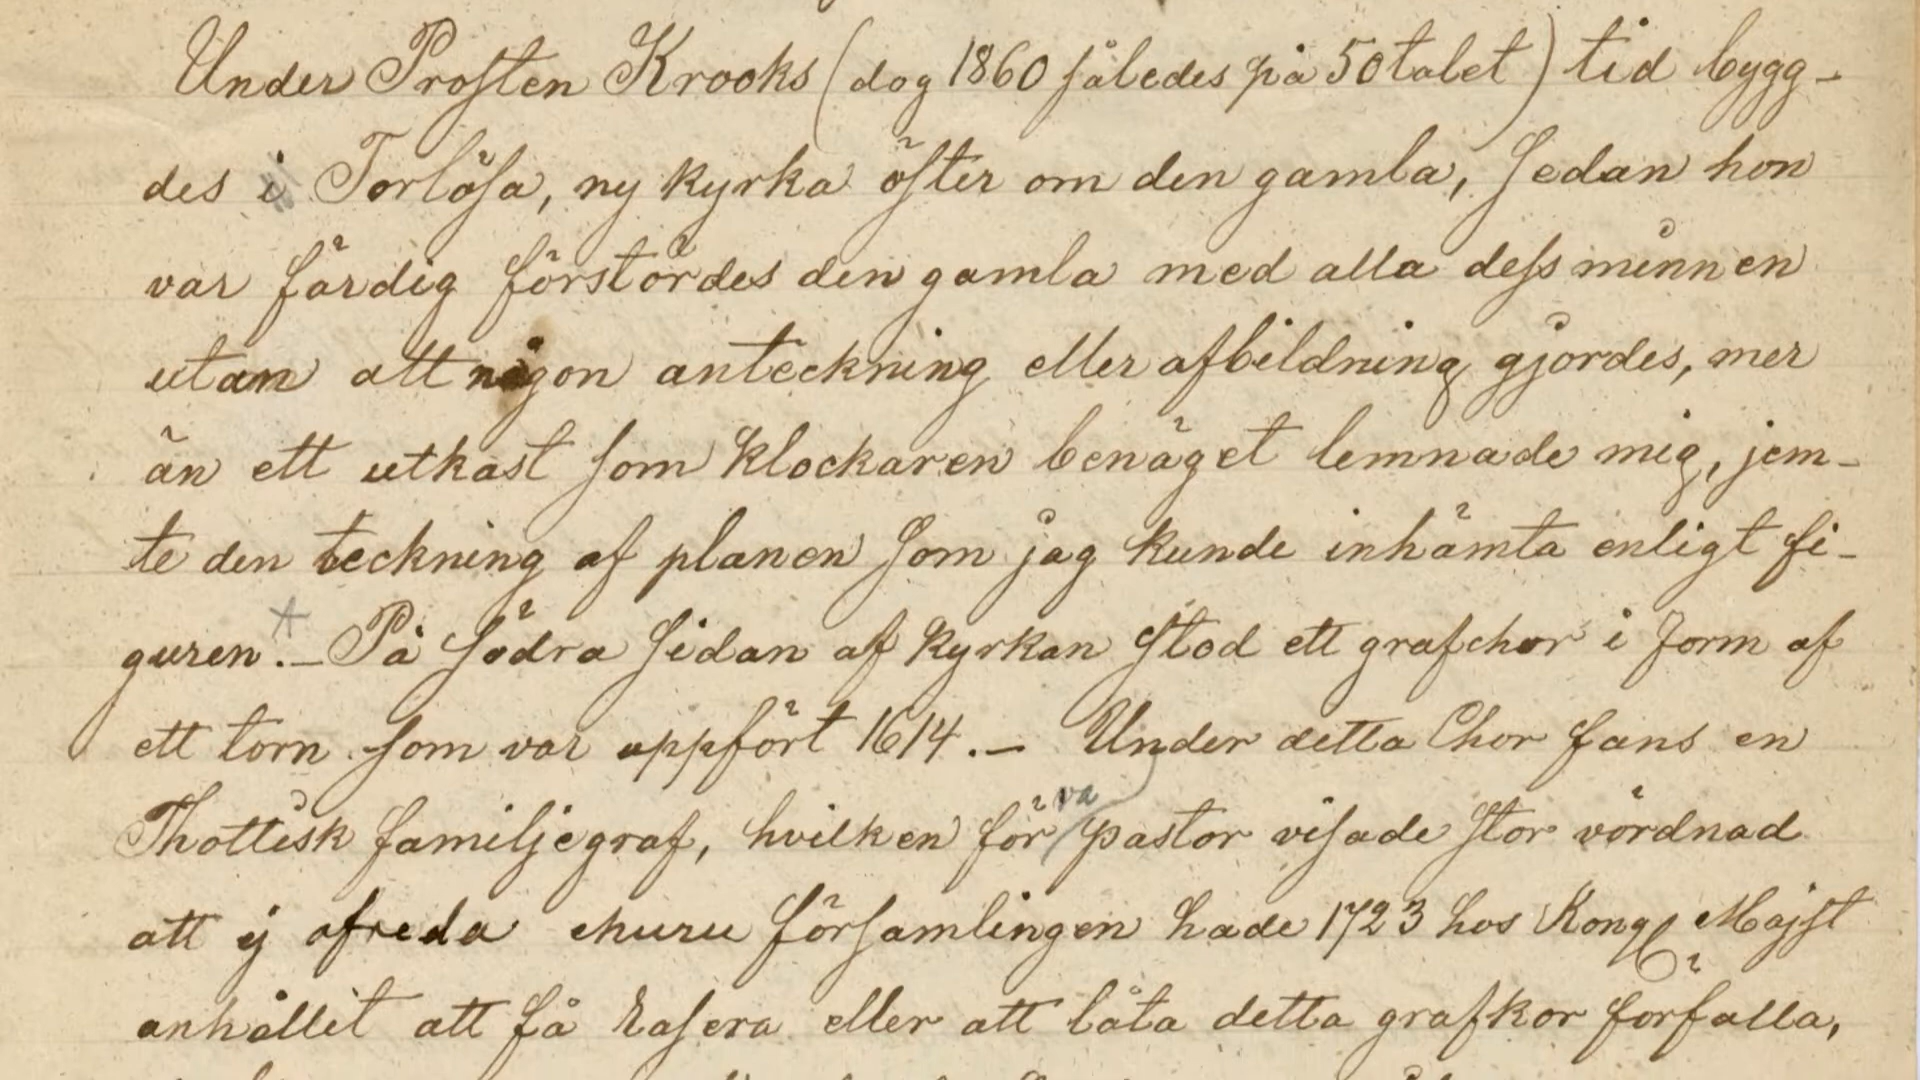 Under Prosten Krooks (dog 1860 således på 50talet) tid bygg-
des i Torlösa, ny kyrka öster om den gamla, sedan hon
var färdig förstördes den gamla med alla dess minnen
utan att någon anteckning eller afbildning gjordes, mer
än ett utkast som klockaren benäget lemnade mig, jem-
te den teckning af planen som jag kunde inhämta enligt fi-
guren. - På södra sidan af kyrkan stod ett grafchor i form af
ett torn som var uppfört 1614. - Under detta Chor fans en
va
Thottisk familjegraf, hvilken för pastor visade stor vördnad
att ej ofreda ehuru församlingen hade 1723 hos Kongl Majst
anhållit att få rasera eller att låta detta grafkor förfalla,